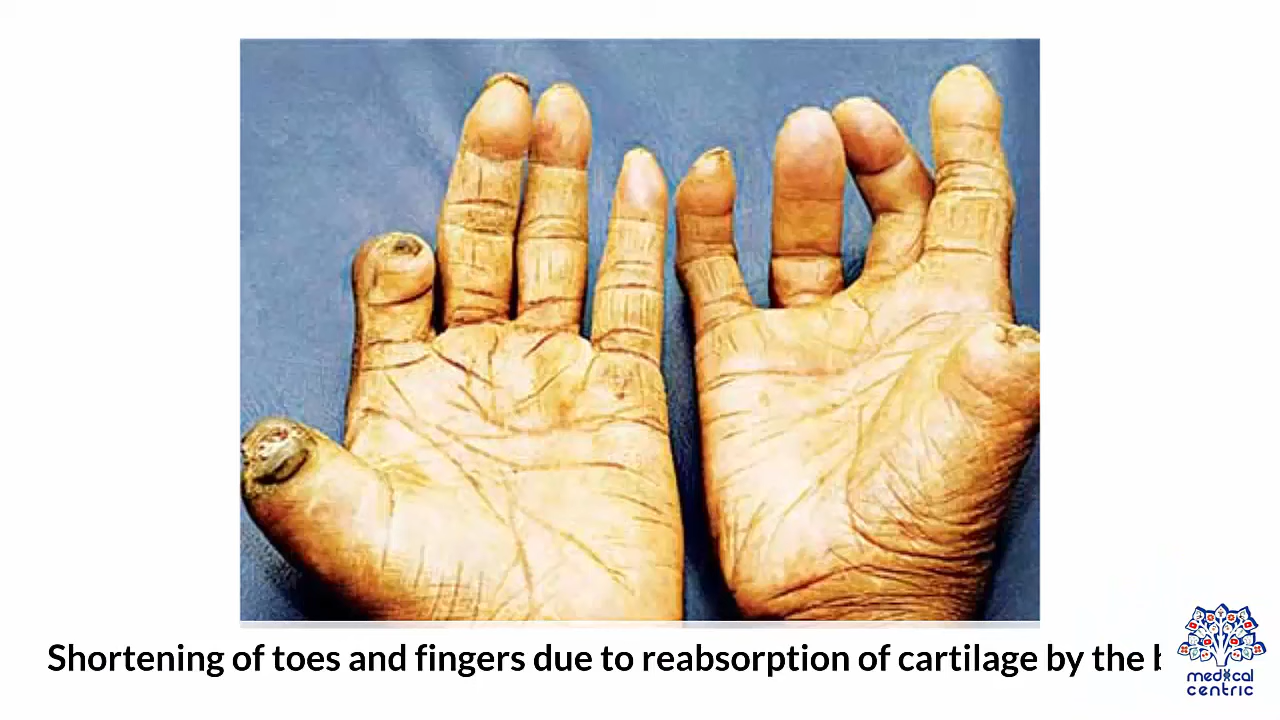 Shortening of toes and fingers due to reabsorption of cartilage by the
medical
centric